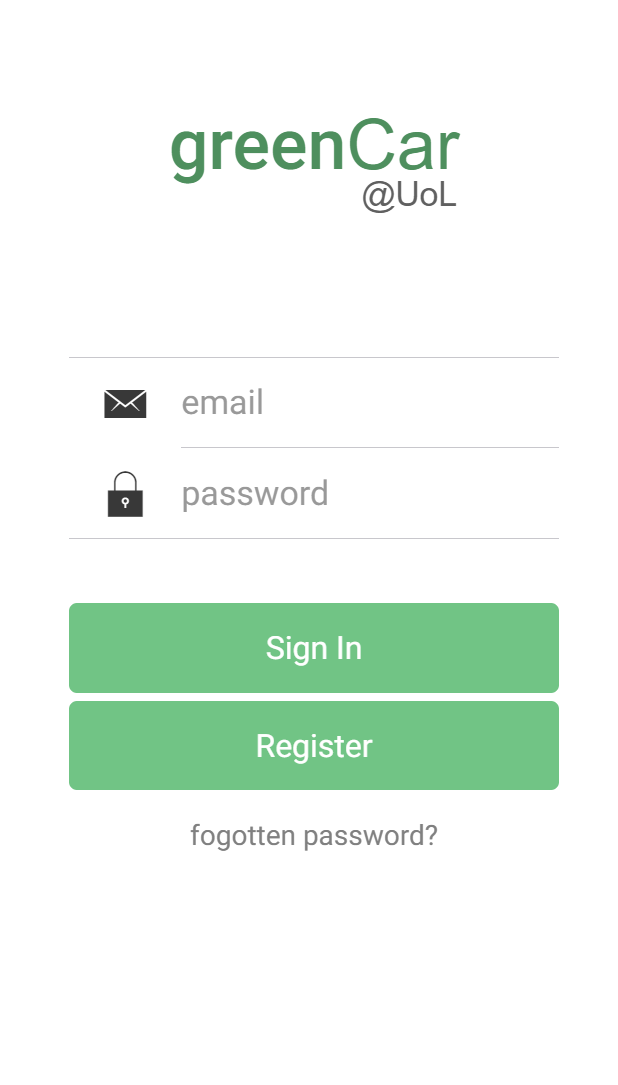 greenCar
@UoL
email
password
Sign In
Register
fogotten password?